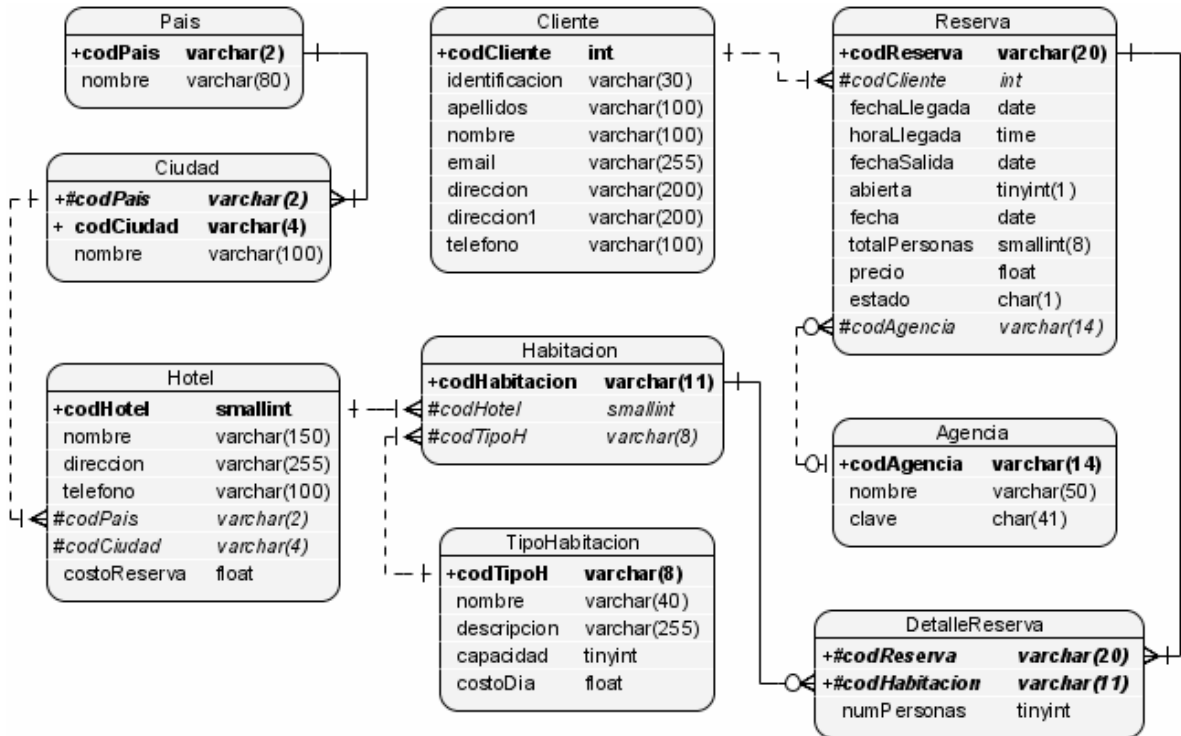 Pais
+codPais varchar(2)
nombre varchar(80)
Ciudad
+#codPais varchar(2)
+ codCiudad varchar(4)
nombre varchar(100)
Hotel
+codHotel smallint
nombre varchar(150)
direccion varchar(255)
telefono varchar(100)
#codPais varchar(2)
#codCiudad varchar(4)
costoReserva float
Cliente
+codCliente int
identificacion varchar(30)
apellidos varchar(100)
nombre varchar(100)
email varchar(255)
direccion varchar(200)
direccion1 varchar(200)
telefono varchar(100)
Habitacion
+codHabitacion varchar(11)
#codHotel smallint
#codTipoH varchar(8)
TipoHabitacion
+codTipoH varchar(8)
nombre varchar(40)
descripcion varchar(255)
capacidad tinyint
costoDia float
Reserva
+codReserva varchar(20)
#codCliente int
fechaLlegada date
horaLlegada time
fechaSalida date
abierta tinyint(1)
fecha date
totalPersonas smallint(8)
precio float
estado char(1)
#codAgencia varchar(14)
Agencia
+codAgencia varchar(14)
nombre varchar(50)
clave char(41)
DetalleReserva
+#codReserva varchar(20)
+#codHabitacion varchar(11)
numPersonas tinyint